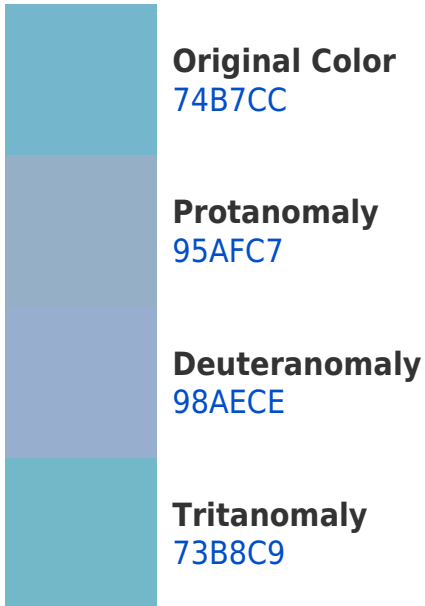 Original Color
74B7CC
Protanomaly
95AFC7
Deuteranomaly
98AECE
Tritanomaly
73B8C9